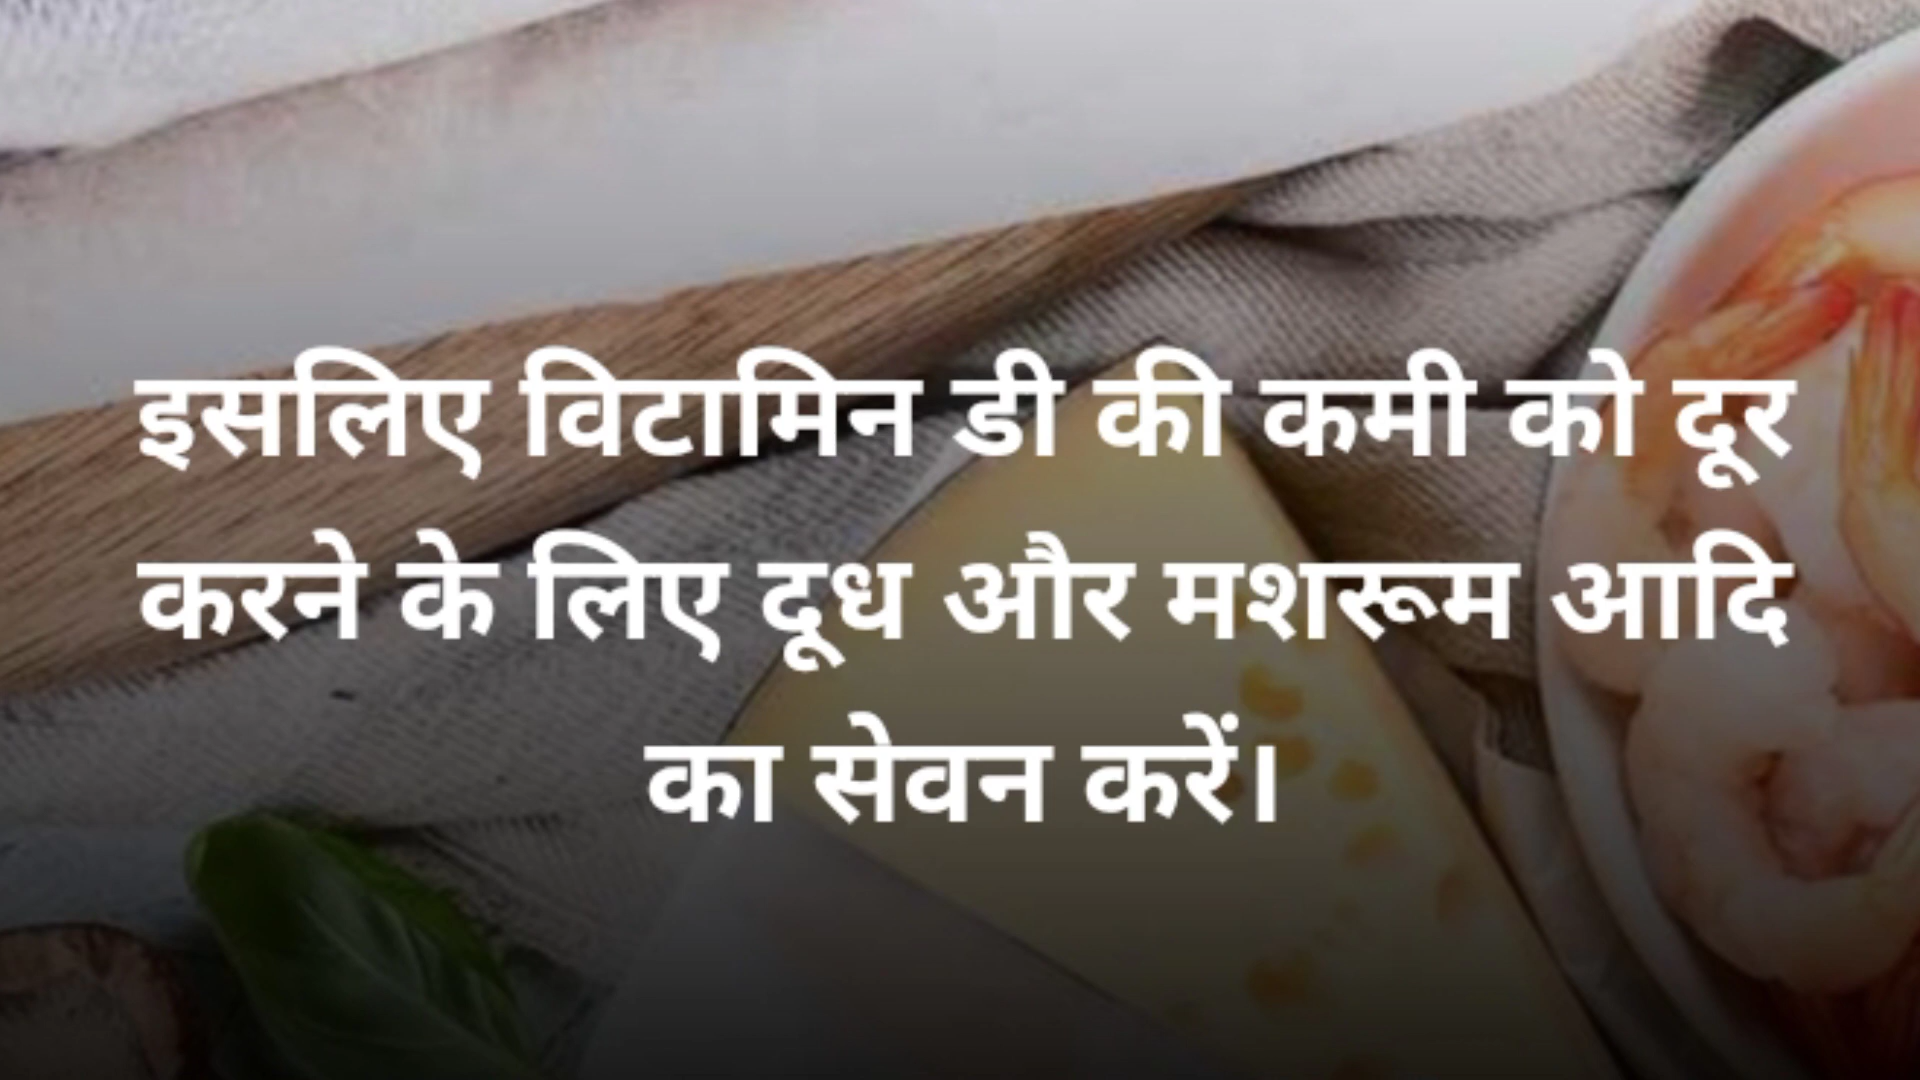 इसलिए विटामिन डी की कमी को दूर
करने के लिए दूध और मशरूम आदि
का सेवन करें।